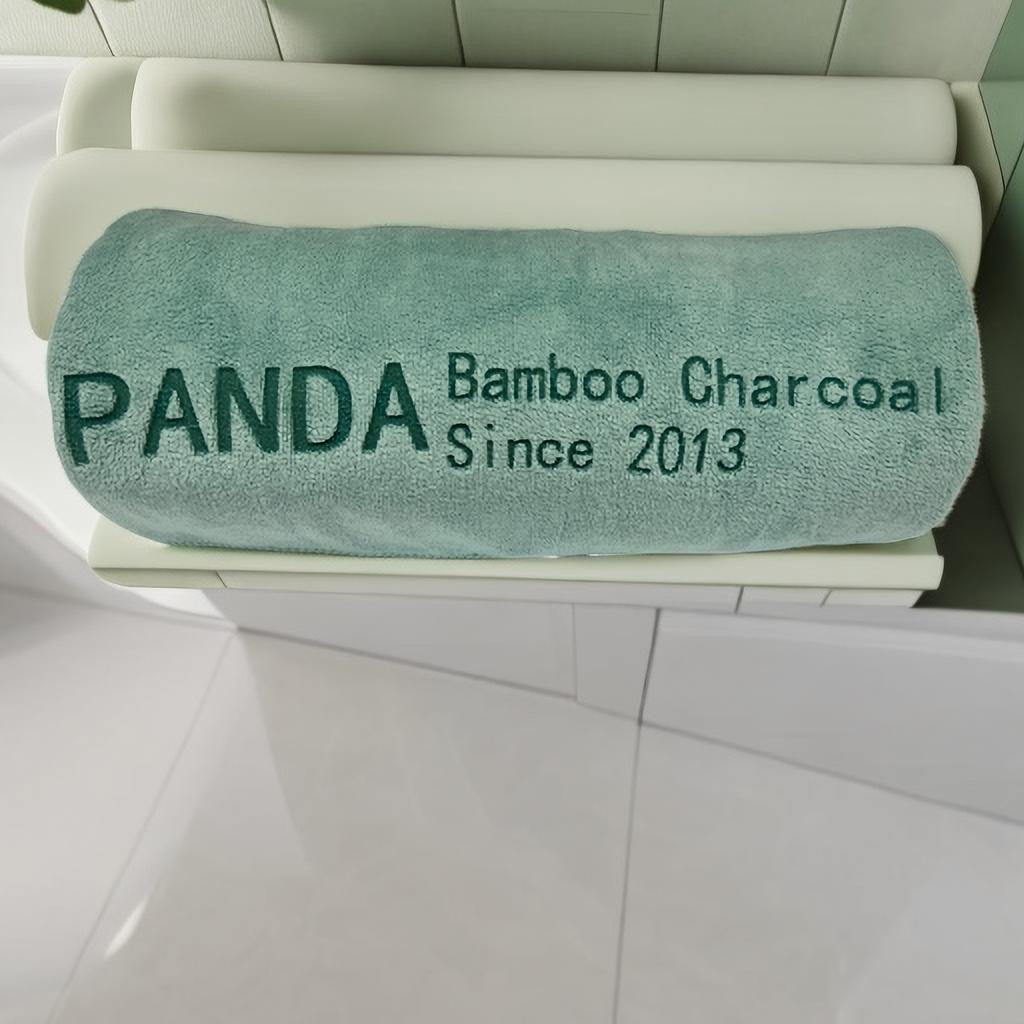 PANDA
Bamboo Charcoal
Since 2013